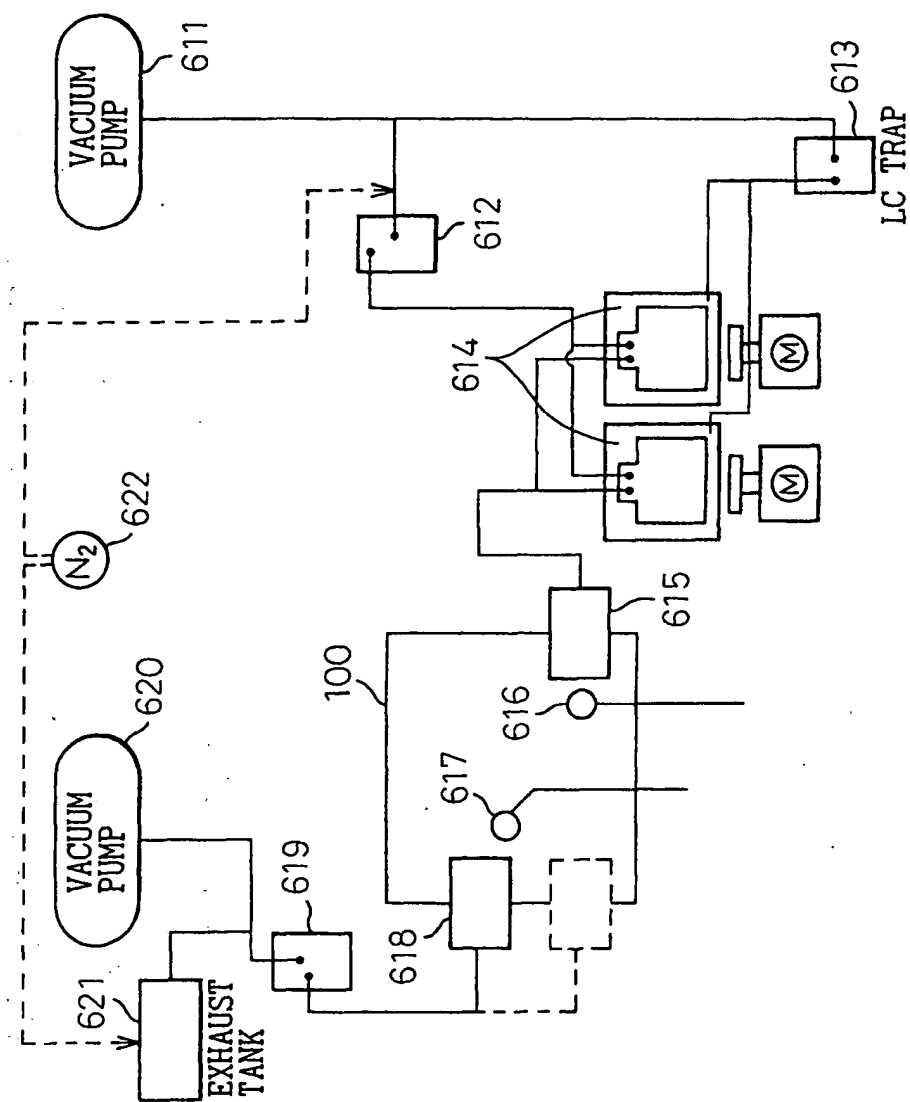 VACUUM
PUMP
620
N₂
622
VACUUM
PUMP
611
621
EXHAUST
TANK
619
100
612
618
617
616
614
615
M
M
613
LC TRAP